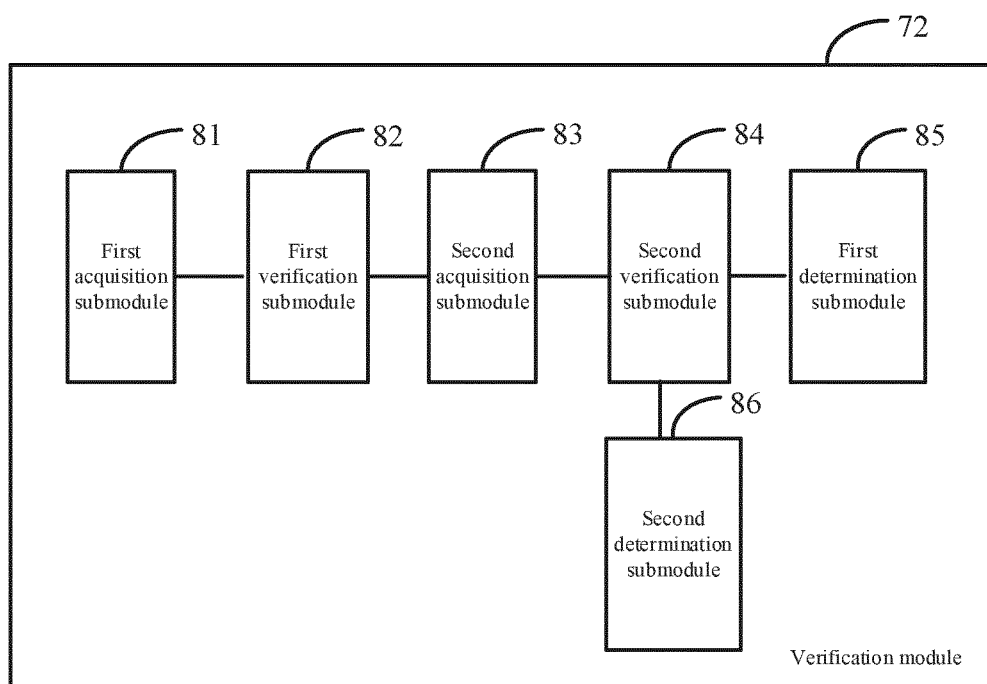 72
81
82
83
84
85
First
acquisition
submodule
First
verification
submodule
Second
acquisition
submodule
Second
verification
submodule
First
determination
submodule
86
Second
determination
submodule
Verification module